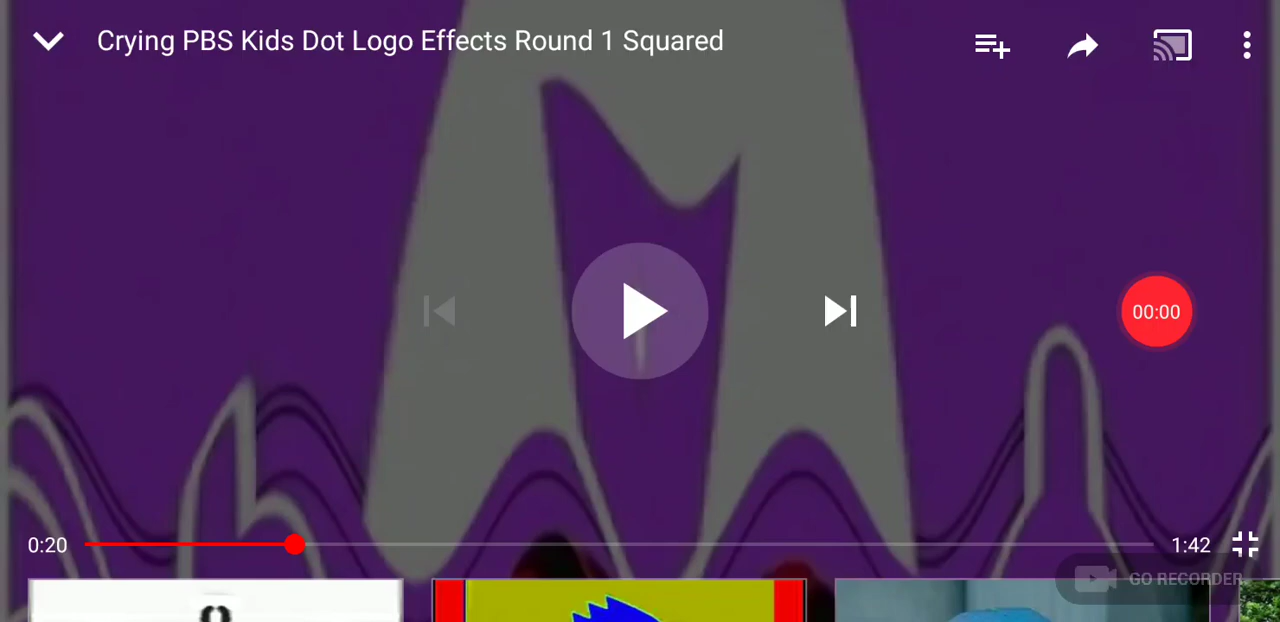 Crying PBS Kids Dot Logo Effects Round 1 Squared
00:00
0:20
1:42
GO RECORDER